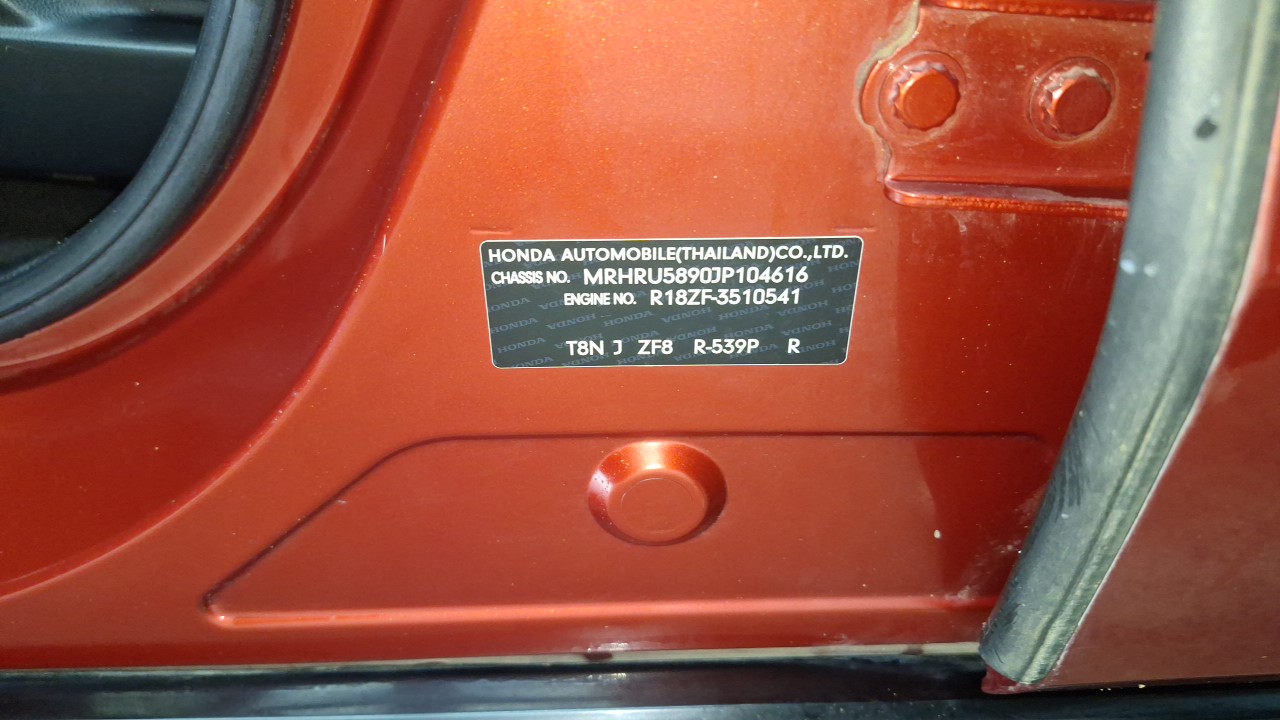 HONDA AUTOMOBILE(THAILAND)CO.,LTD.
CHASSIS NO. MRHRU5890JP104616
ENGINE NO. R18ZF-3510541
T8N J ZF8 R-539P R